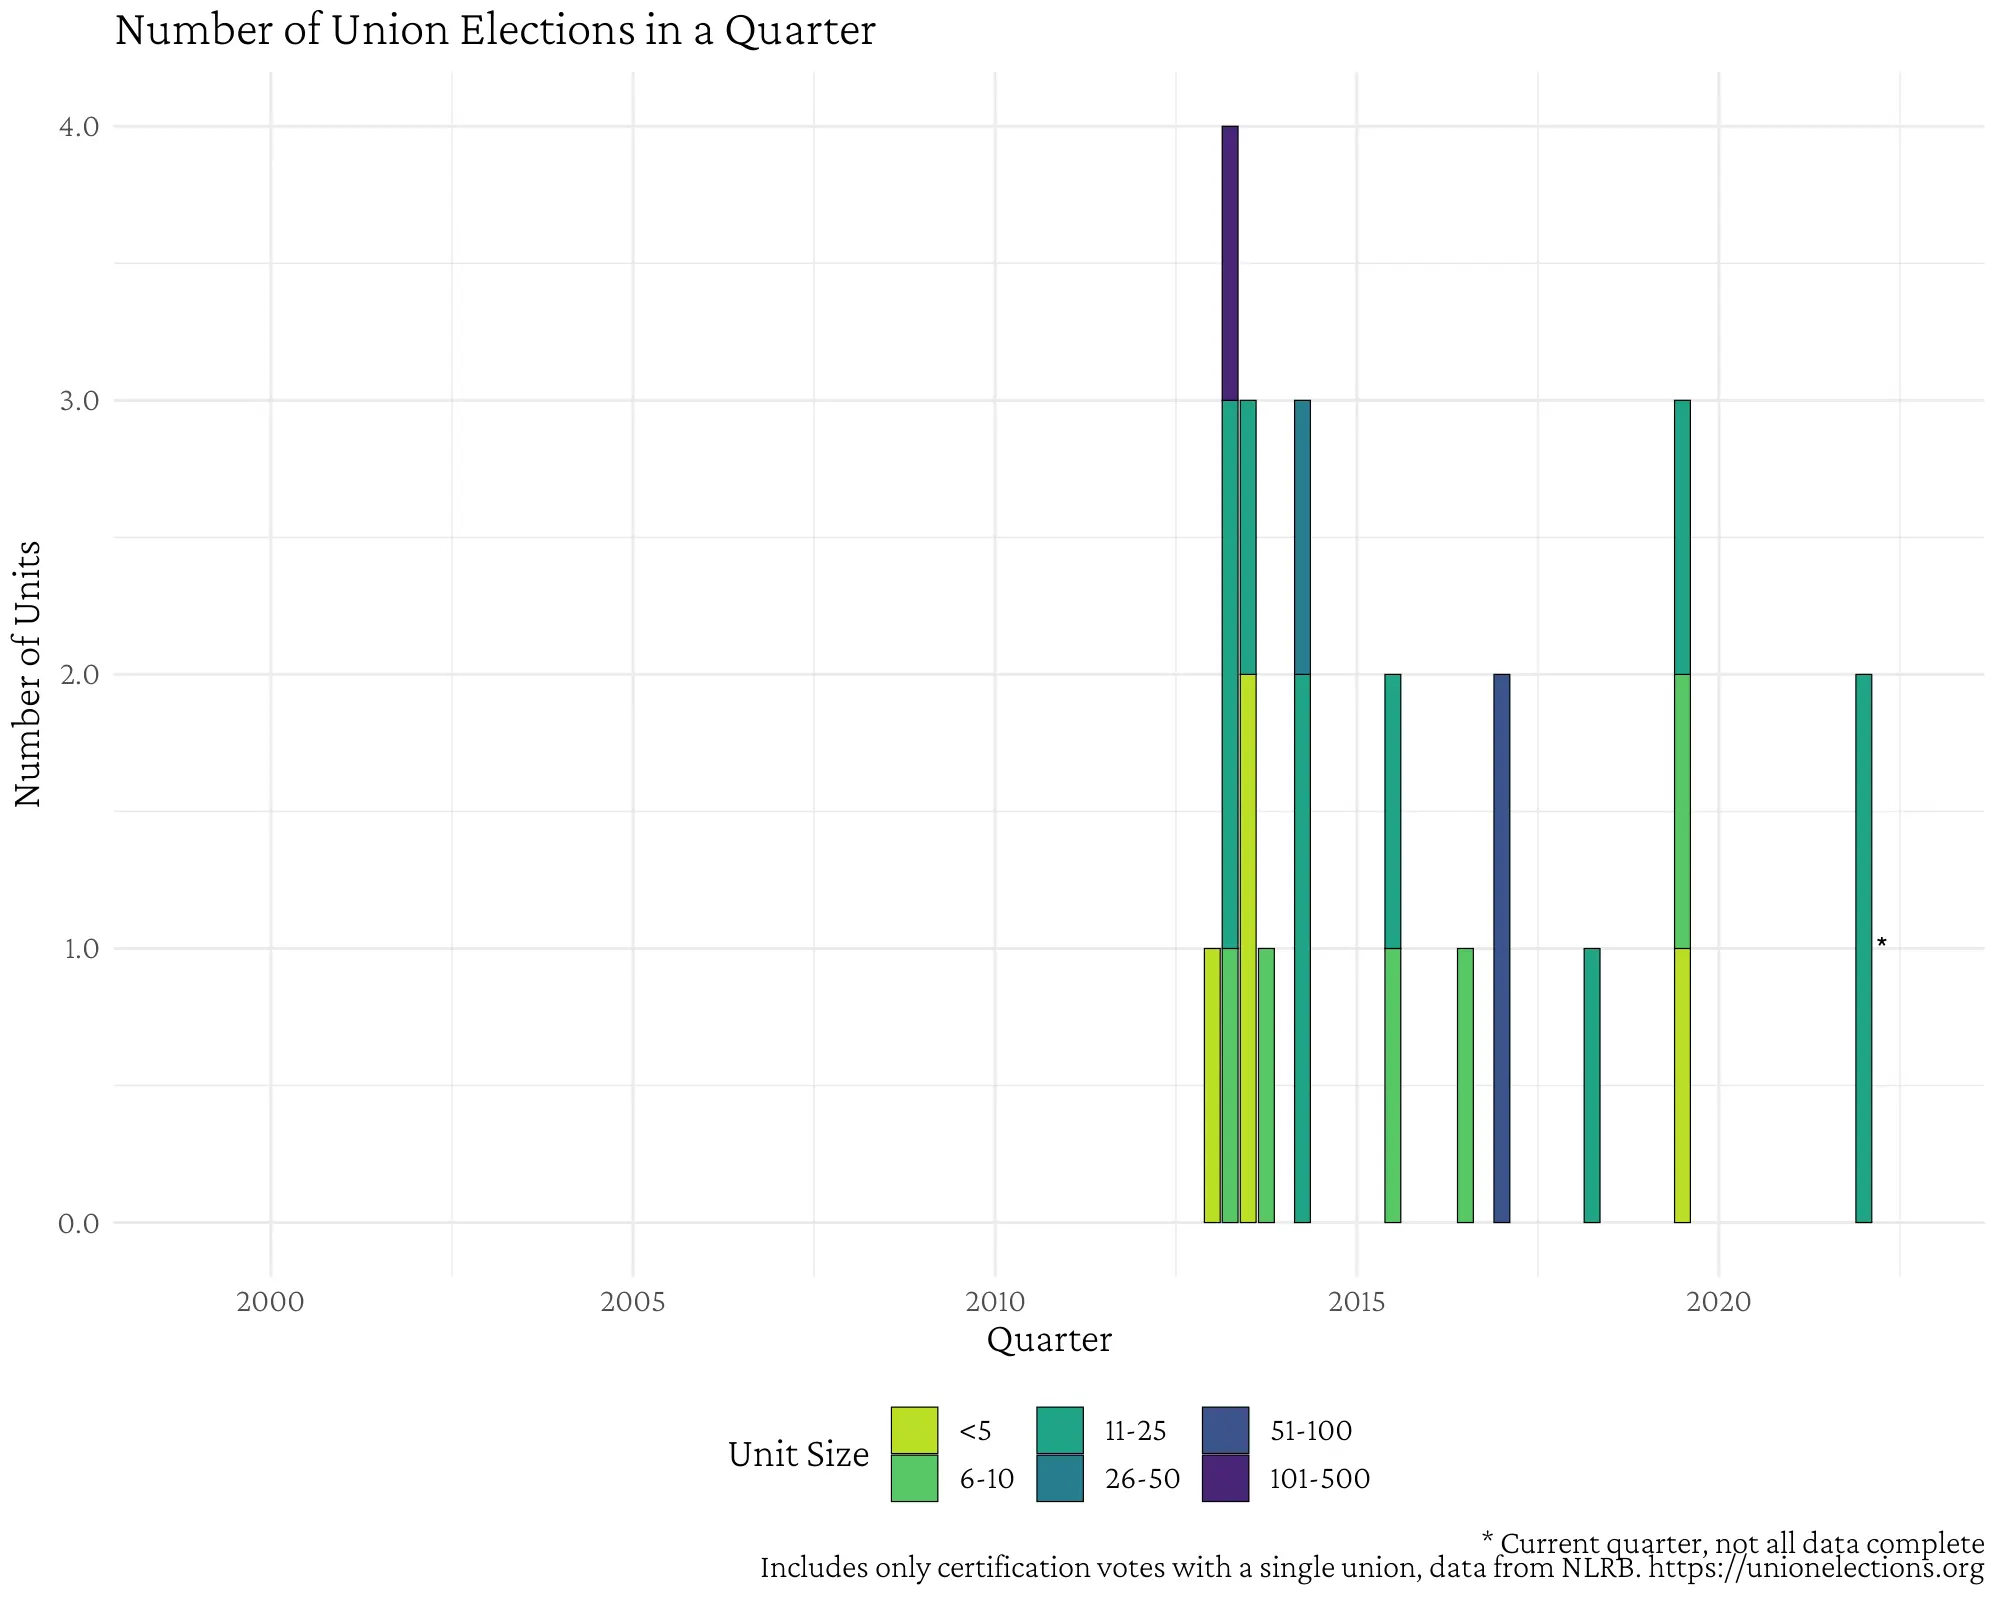 Number of Union Elections in a Quarter
Number of Units
4.0
3.0
2.0
1.0
0.0
*
2000 2005 2010 2015 2020
Quarter
Unit Size
<5 11-25 51-100
6-10 26-50 101-500
* Current quarter, not all data complete
Includes only certification votes with a single union, data from NLRB. https://unionelections.org